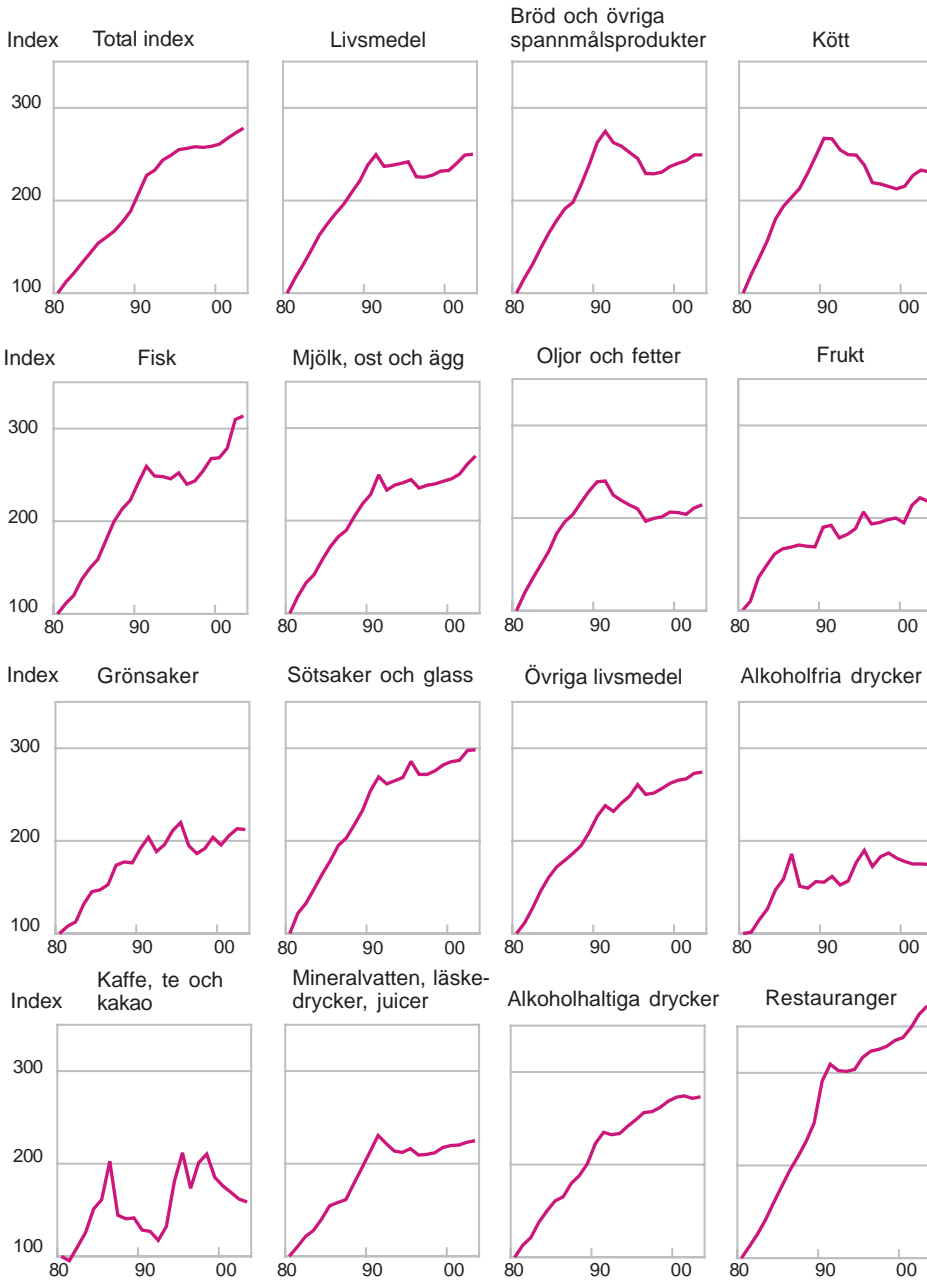 Index Total index Livsmedel Bröd och övriga spannmålsprodukter Kött
300
200
100
80 90 00 80 90 00 80 90 00 80 90 00
Index Fisk Mjölk, ost och ägg Oljor och fetter Frukt
300
200
100
80 90 00 80 90 00 80 90 00 80 90 00
Index Grönsaker Sötsaker och glass Övriga livsmedel Alkoholfria drycker
300
200
100
80 90 00 80 90 00 80 90 00 80 90 00
Index Kaffe, te och kakao Mineralvatten, läske-drycker, juicer Alkoholhaltiga drycker Restauranger
300
200
100
80 90 00 80 90 00 80 90 00 80 90 00